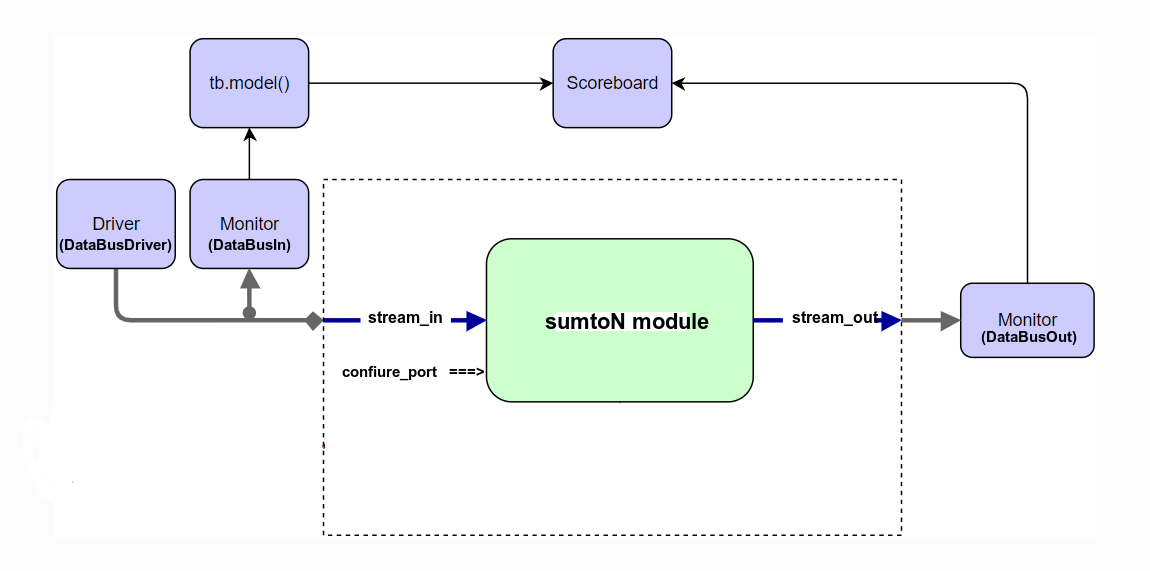 tb.model()
Scoreboard
Driver
(DataBusDriver)
Monitor
(DataBusIn)
stream_in
sumtoN module
stream_out
Monitor
(DataBusOut)
confiure_port ===>